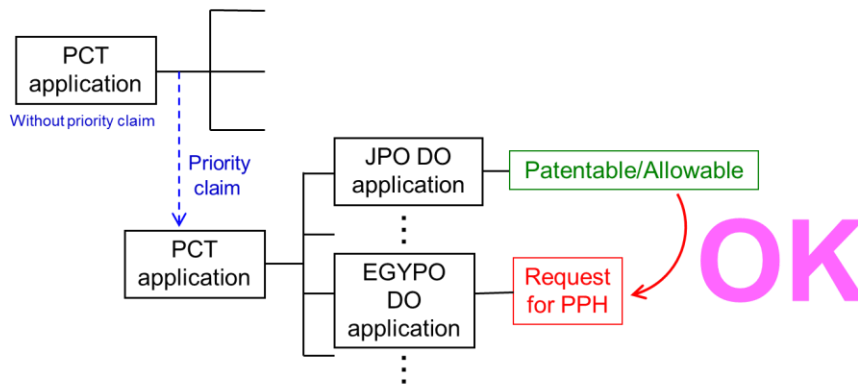 PCT
application
Without priority claim
Priority
claim
PCT
application
JPO DO
application
Patentable/Allowable
EGYPO
DO
application
Request
for PPH
OK